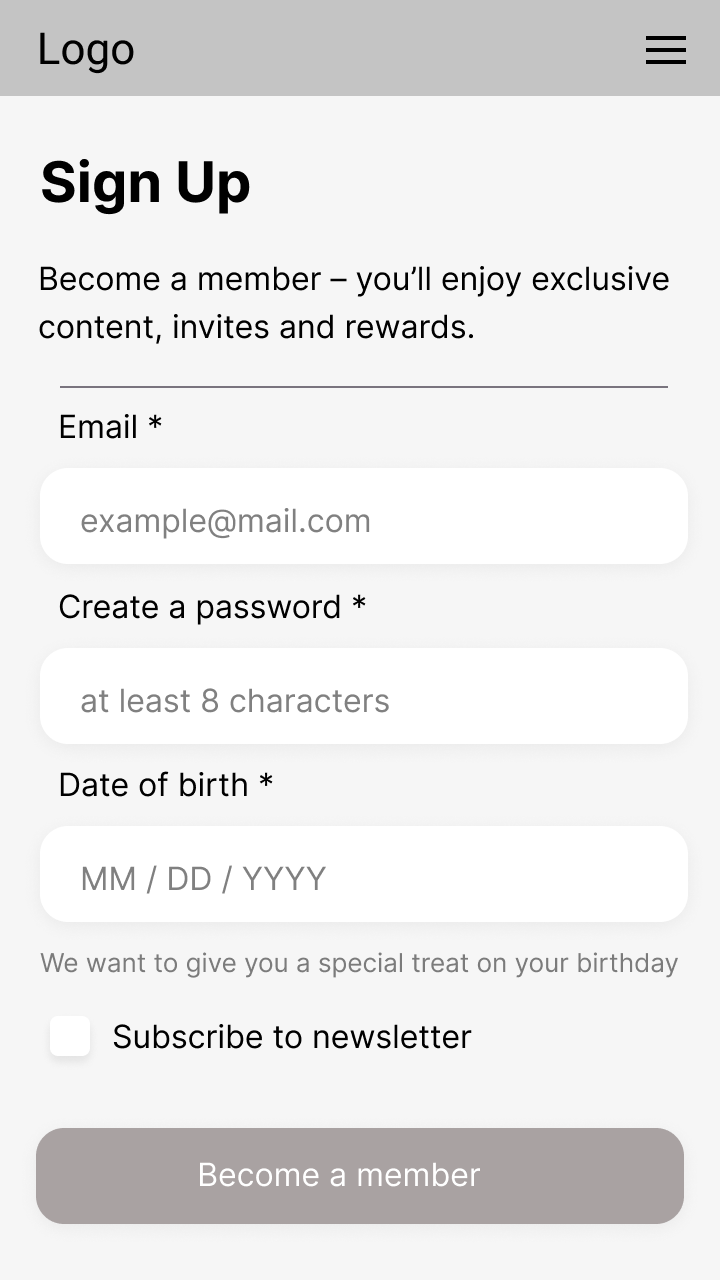 Logo
Sign Up
Become a member – you’ll enjoy exclusive
content, invites and rewards.
Email *
example@mail.com
Create a password *
at least 8 characters
Date of birth *
MM / DD / YYYY
We want to give you a special treat on your birthday
Subscribe to newsletter
Become a member